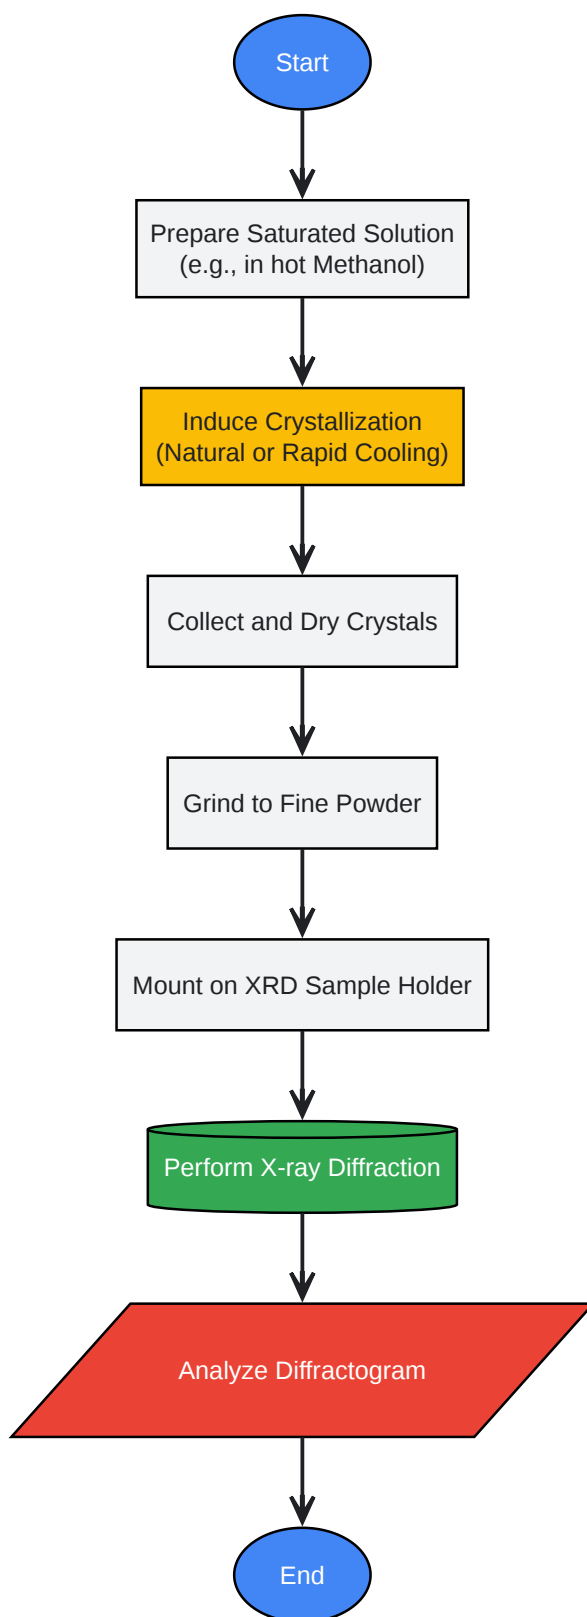 Start
Prepare Saturated Solution
(e.g., in hot Methanol)
Induce Crystallization
(Natural or Rapid Cooling)
Collect and Dry Crystals
Grind to Fine Powder
Mount on XRD Sample Holder
Perform X-ray Diffraction
Analyze Diffractogram
End